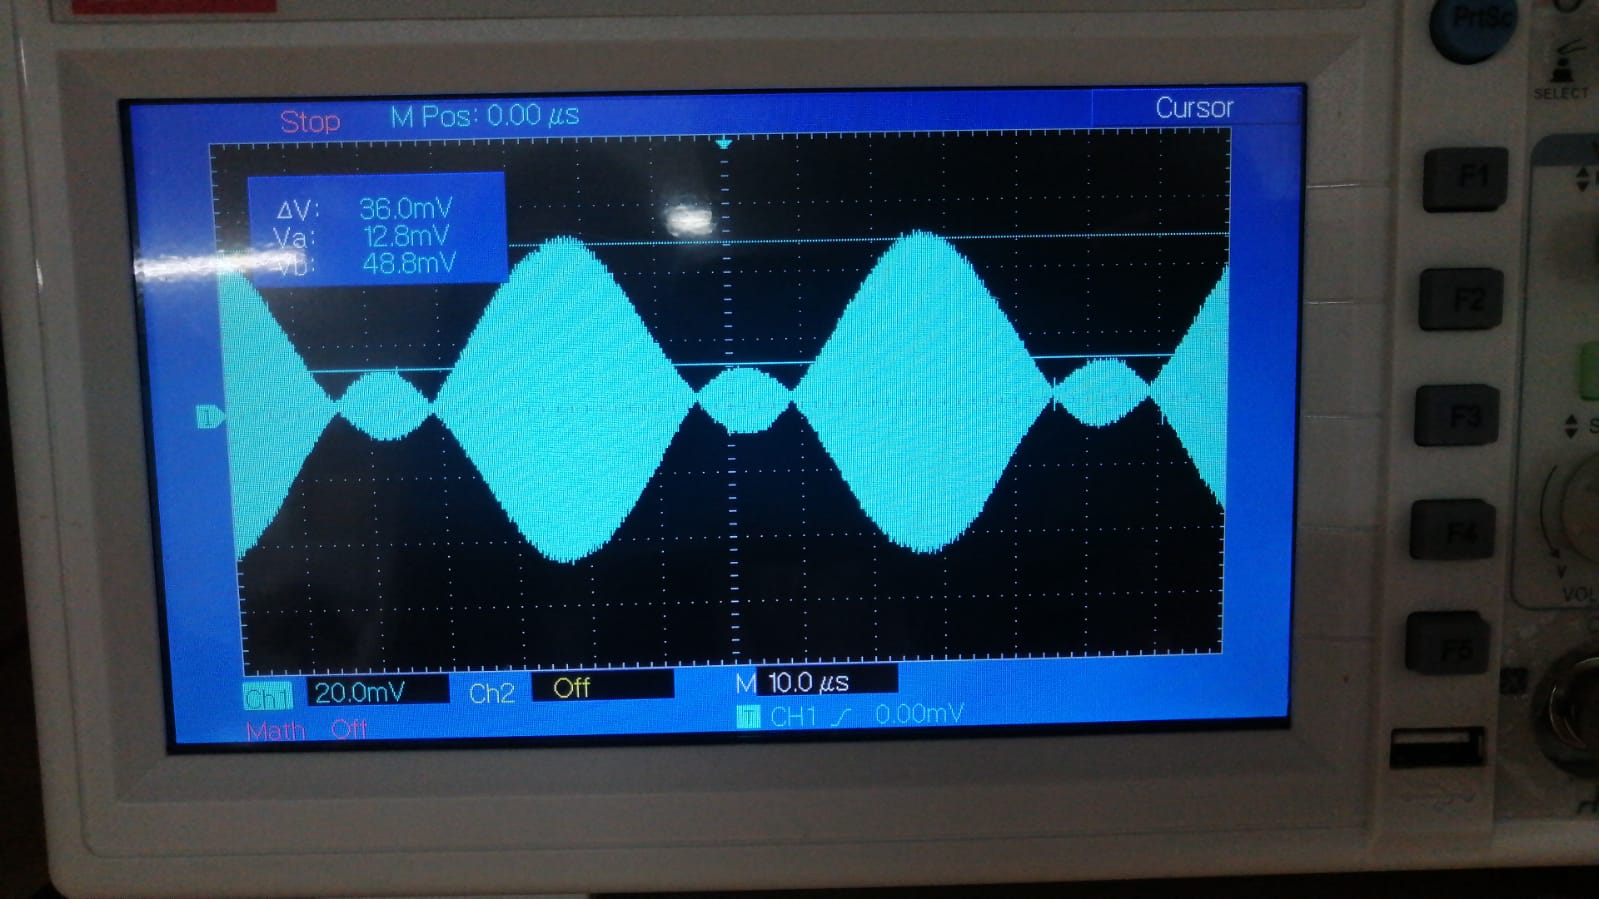 PrtSc
SELECT
Stop M Pos: 0.00 μs Cursor
ΔV: 36.0mV
Va: 12.8mV
Vb: 48.8mV
1
F1
F2
F3
F4
F5
Ch1 20.0mV Ch2 Off M 10.0 μs
Math Off T CH1 0.00mV